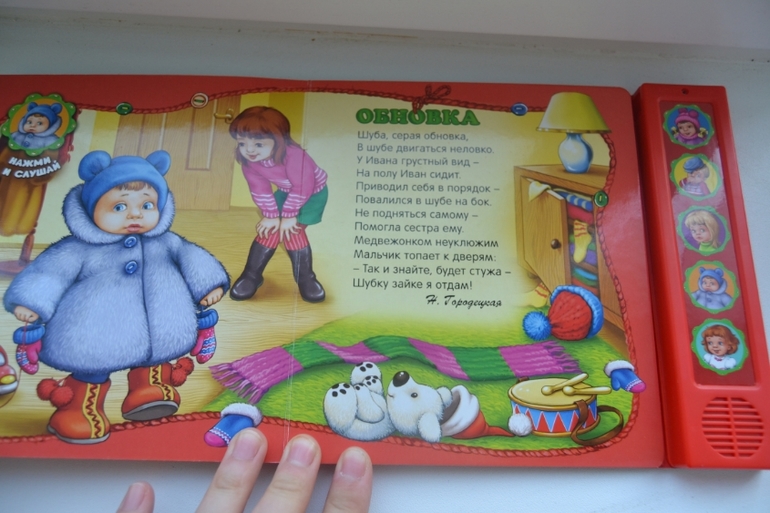 НАЖМИ
И СЛУШАЙ
ОБНОВКА
Шуба, серая обновка,
В шубе двигаться неловко.
У Ивана грустный вид –
На полу Иван сидит.
Приводил себя в порядок –
Повалился в шубе на бок.
Не подняться самому –
Помогла сестра ему.
Медвежонком неуклюжим
Мальчик топает к дверям:
– Так и знайте, будет стужа –
Шубку зайке я отдам!
Н. Городецкая